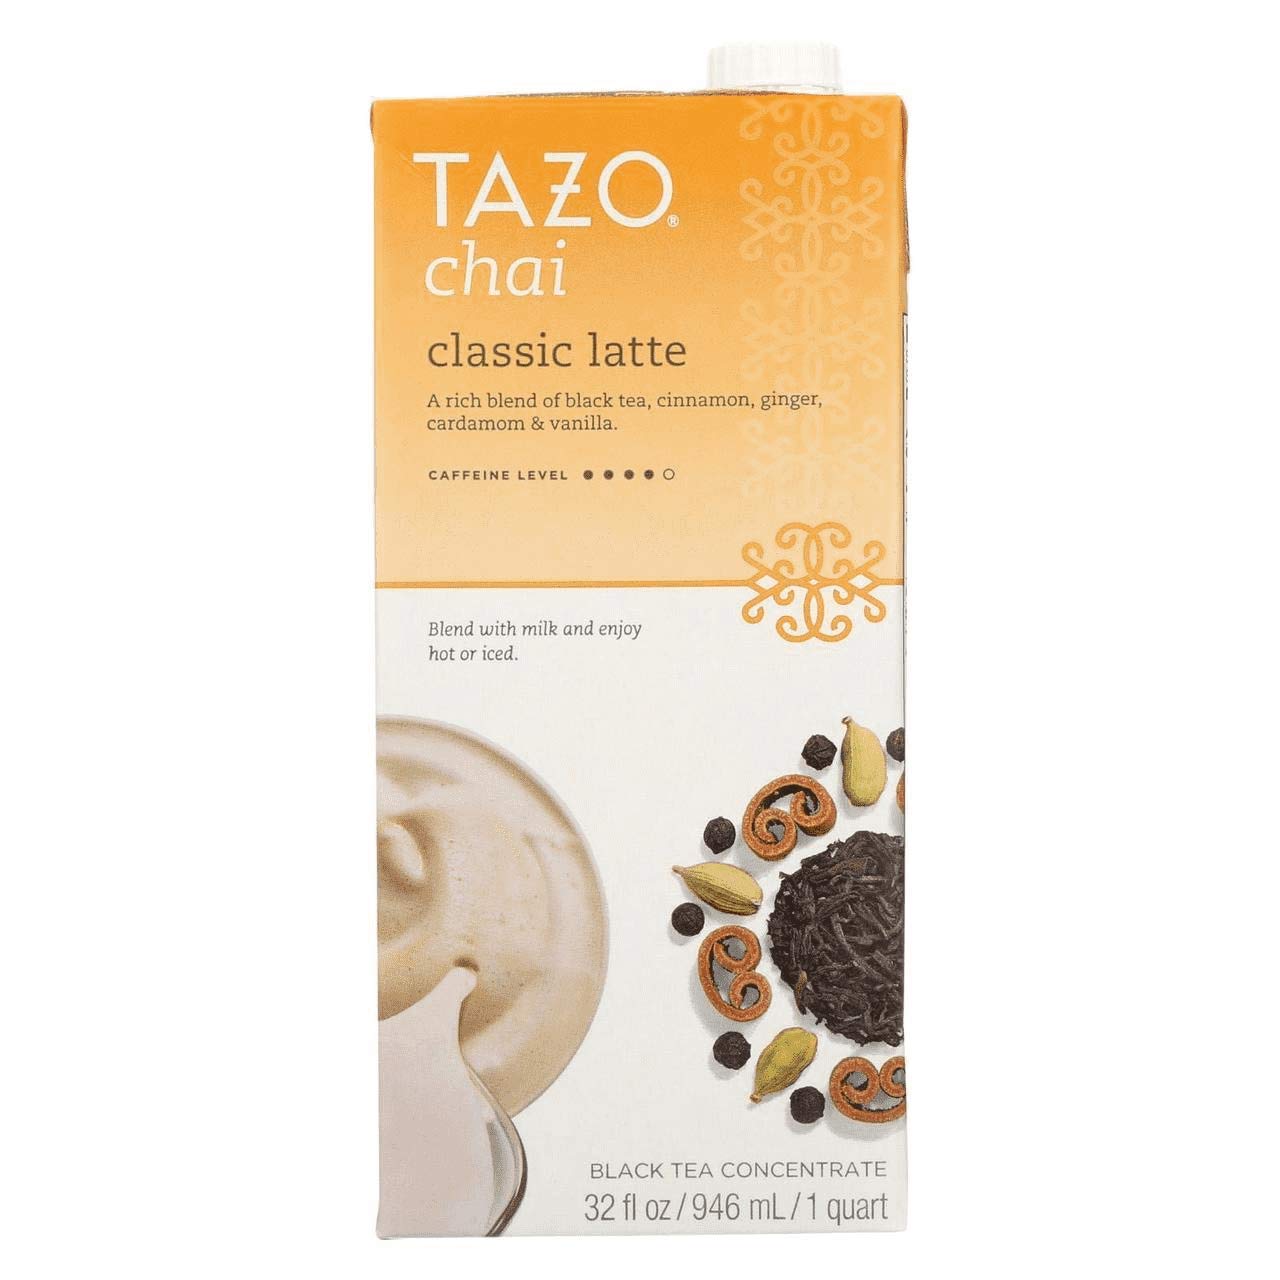 TAZO®
chai
classic latte
A rich blend of black tea, cinnamon, ginger,
cardamom & vanilla.
CAFFEINE LEVEL
Blend with milk and enjoy
hot or iced.
BLACK TEA CONCENTRATE
32 fl oz / 946 mL / 1 quart